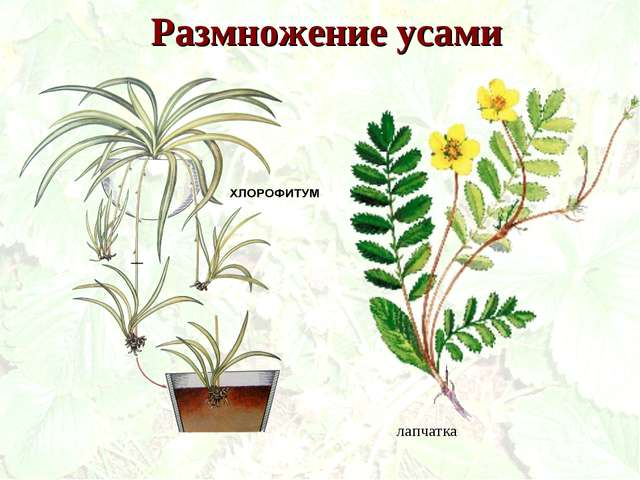 Размножение усами
ХЛОРОФИТУМ
лапчатка